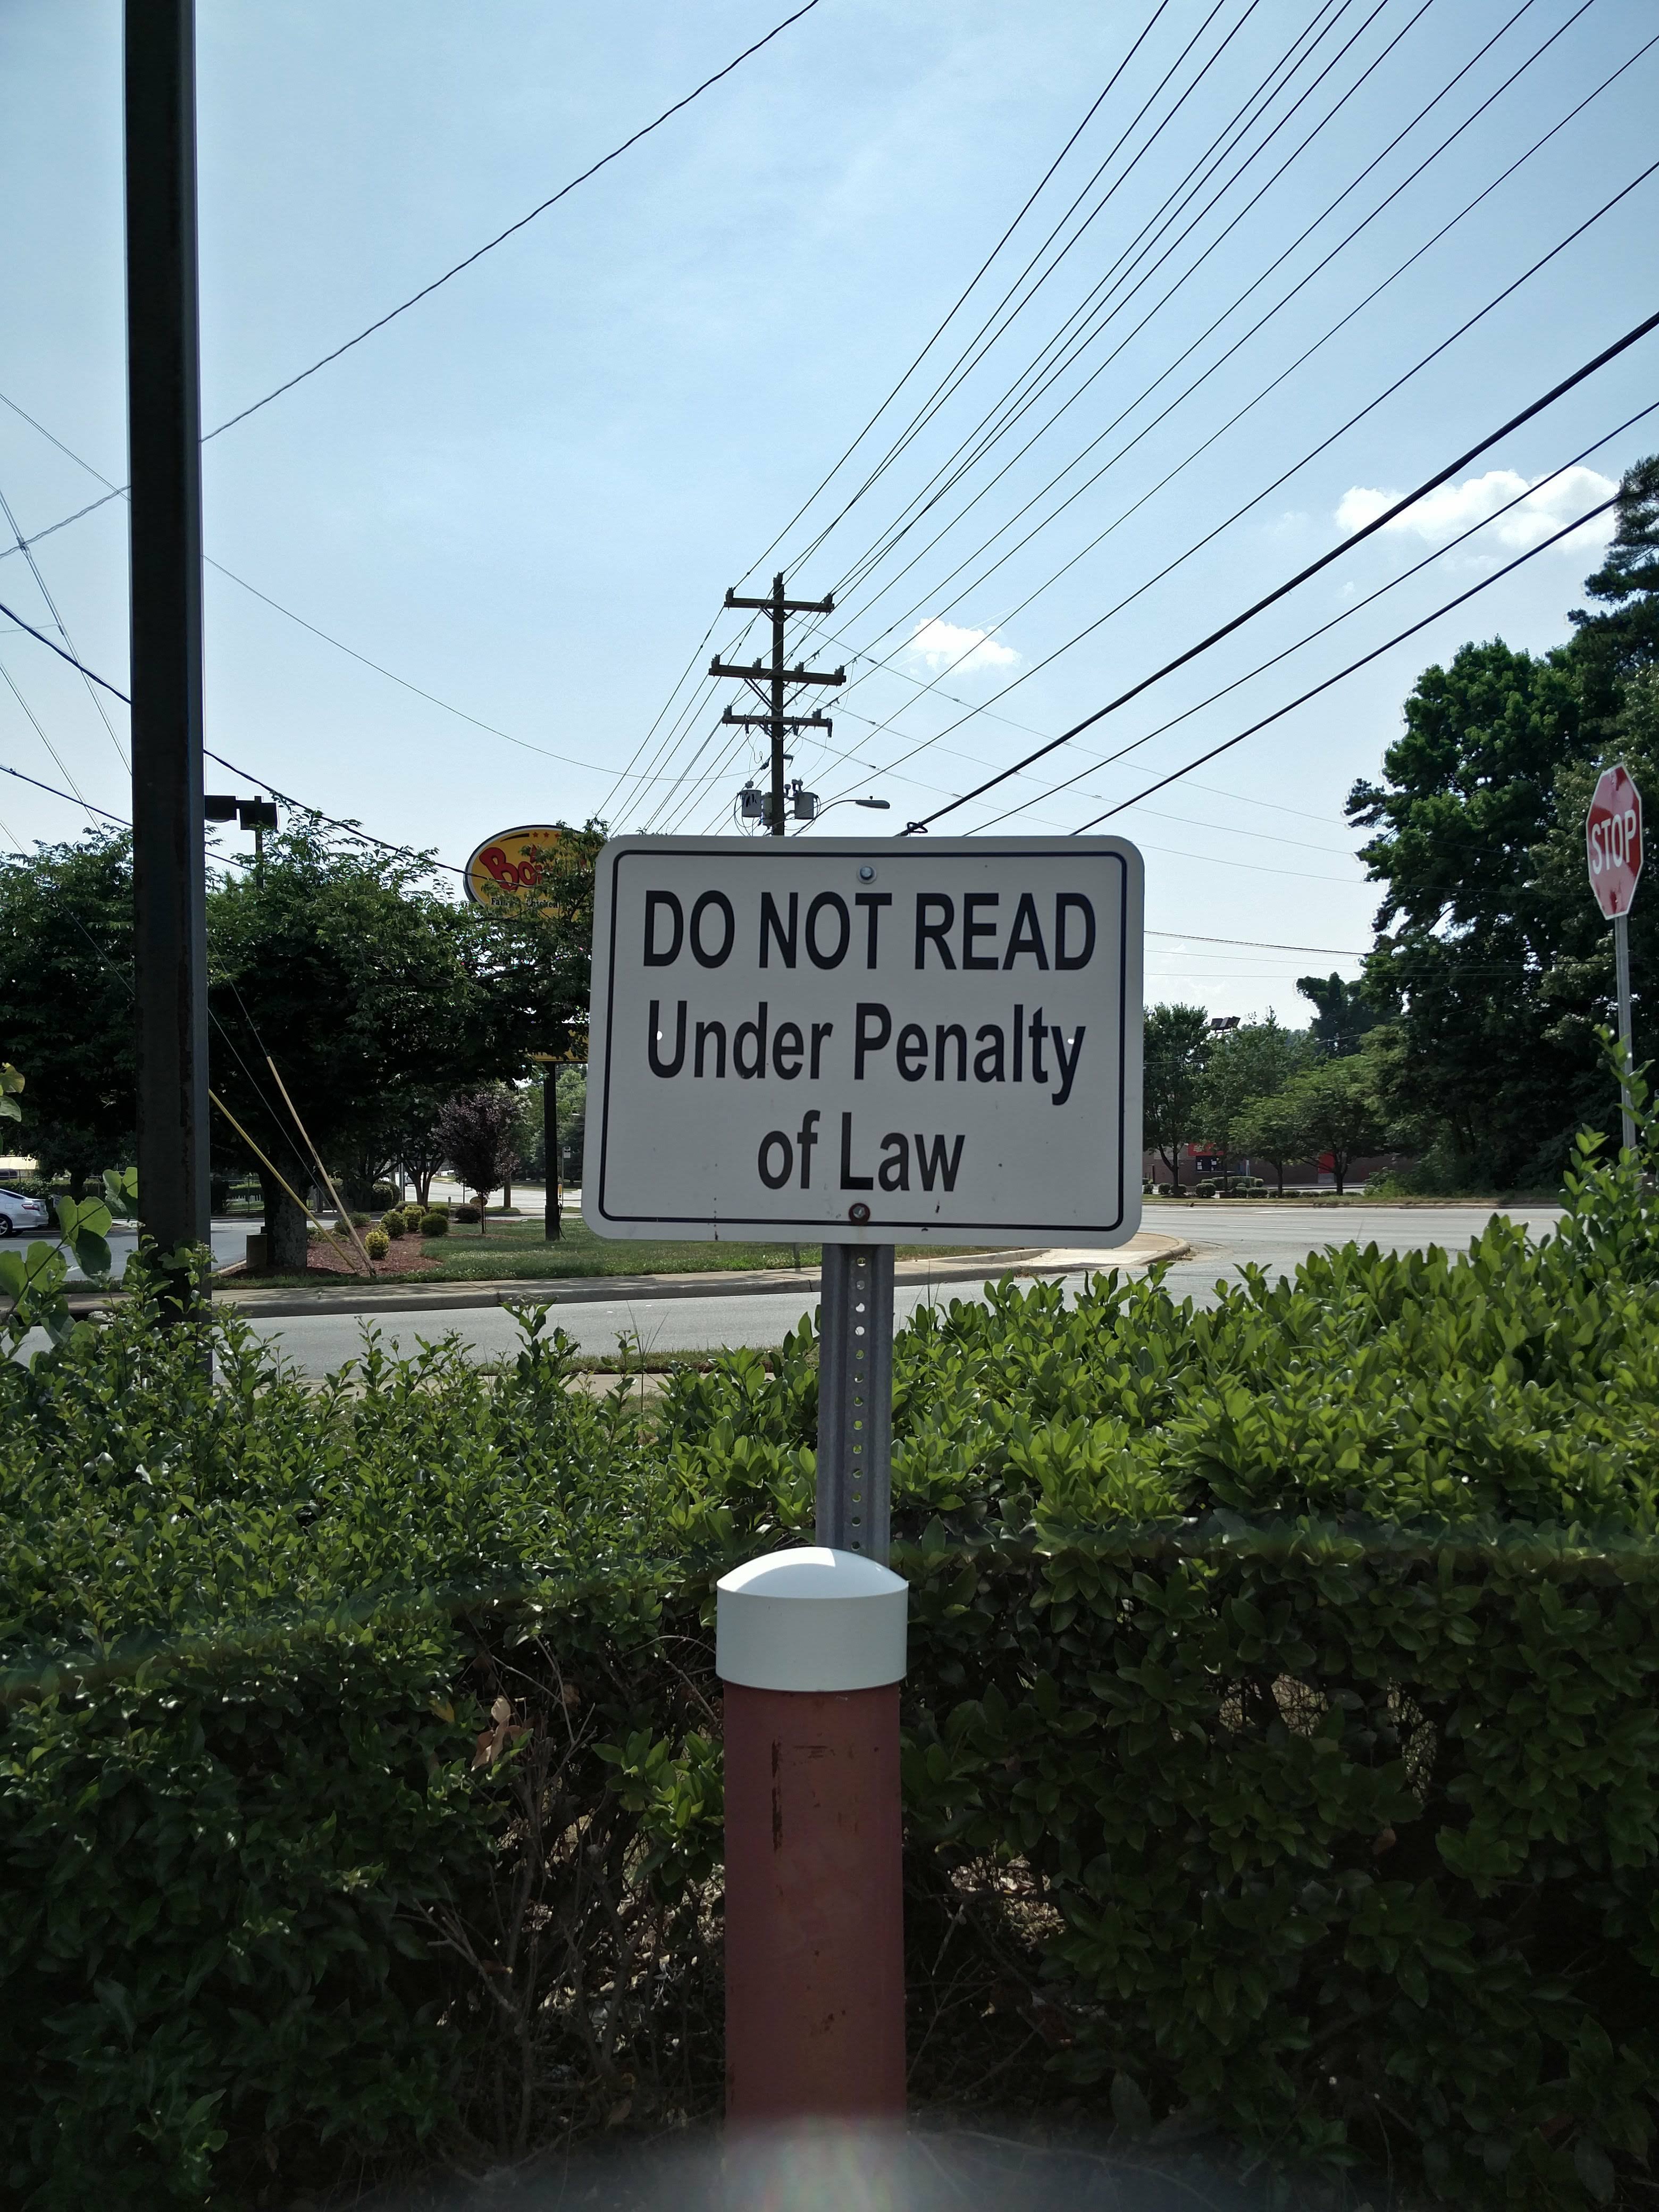 DO NOT READ
Under Penalty
of Law
STOP